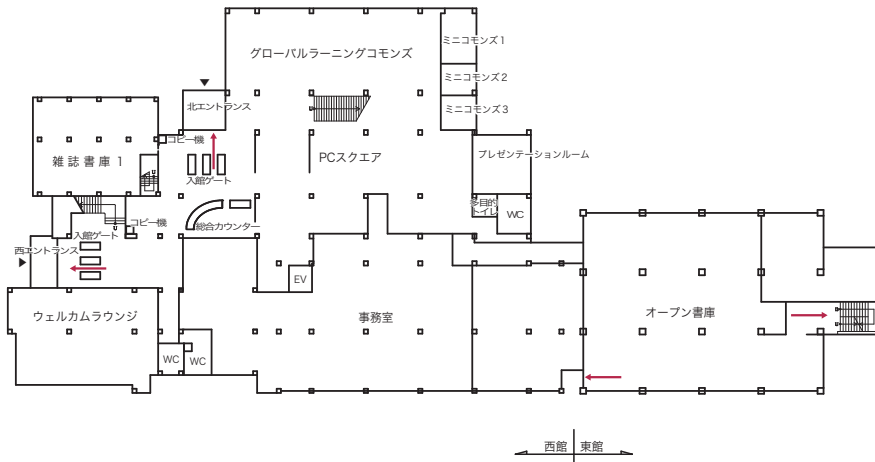 グローバルラーニングコモンズ
ミニコモンズ1
ミニコモンズ2
ミニコモンズ3
北エントランス
コピー機
雑誌書庫 1
PCスクエア
プレゼンテーションルーム
入館ゲート
多目的
トイレ
WC
コピー機
総合カウンター
入館ゲート
西エントランス
EV
ウェルカムラウンジ
事務室
オープン書庫
WC
WC
西館
東館